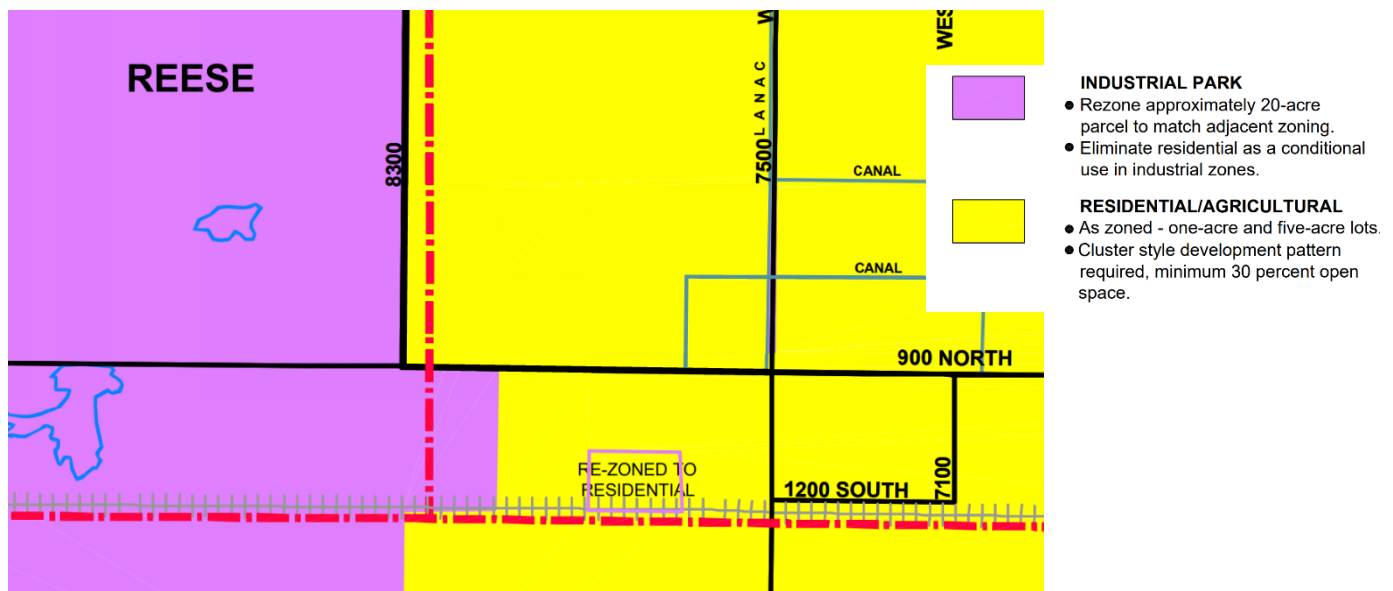 REESE
8300
7500
CANAL
W
WES
CANAL
CANAL
900 NORTH
RE-ZONED TO
RESIDENTIAL
1200 SOUTH
7100
INDUSTRIAL PARK
● Rezone approximately 20-acre
parcel to match adjacent zoning.
● Eliminate residential as a conditional
use in industrial zones.
RESIDENTIAL/AGRICULTURAL
● As zoned - one-acre and five-acre lots.
● Cluster style development pattern
required, minimum 30 percent open
space.